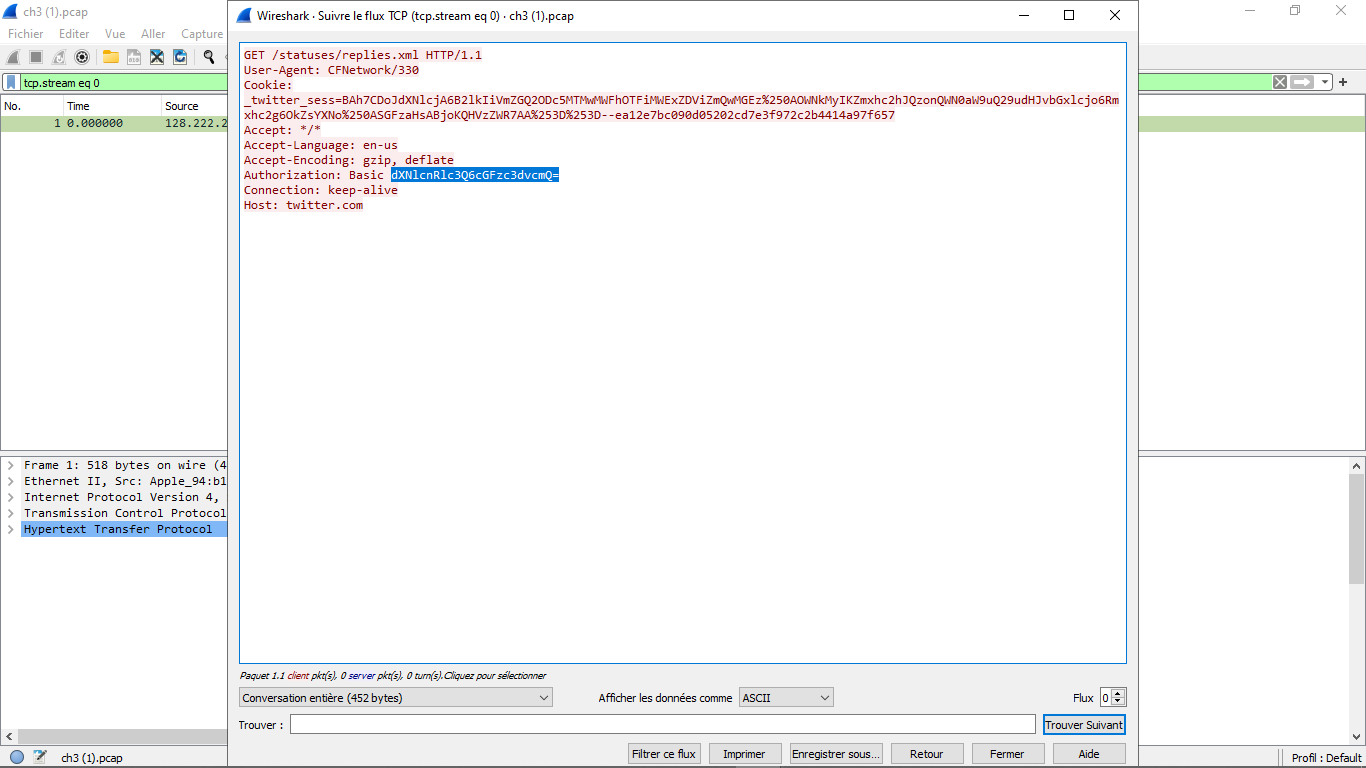 ch3 (1).pcap
Fichier Editer Vue Aller Capture
tcp.stream eq 0
No. Time Source
1 0.000000 128.222.2
Wireshark · Suivre le flux TCP (tcp.stream eq 0) · ch3 (1).pcap
GET /statuses/replies.xml HTTP/1.1
User-Agent: CFNetwork/330
Cookie:
_twitter_sess=BAh7CDoJdXNlcjA6B2lkIiVmZGQ2ODc5MTMwMWFhOTFiMWExZDViZmQwMGEz%250AOWNkMyIKZmxhc2hJQzonQWN0aW9uQ29udHJvbGxlcjo6Rm
xhc2g6OkZsYXNo%250ASGFzaHsABjoKQHVzZWR7AA%253D%253D--ea12e7bc090d05202cd7e3f972c2b4414a97f657
Accept: */*
Accept-Language: en-us
Accept-Encoding: gzip, deflate
Authorization: Basic dXNlcnRlc3Q6cGFzc3dvcmQ=
Connection: keep-alive
Host: twitter.com
Frame 1: 518 bytes on wire (4
Ethernet II, Src: Apple_94:b1
Internet Protocol Version 4,
Transmission Control Protocol
Hypertext Transfer Protocol
Paquet 1.1 client pkt(s), 0 server pkt(s), 0 turn(s).Cliquez pour sélectionner
Conversation entière (452 bytes) Afficher les données comme ASCII Flux 0
Trouver : Trouver Suivant
Filtrer ce flux Imprimer Enregistrer sous... Retour Fermer Aide
ch3 (1).pcap Profil : Default